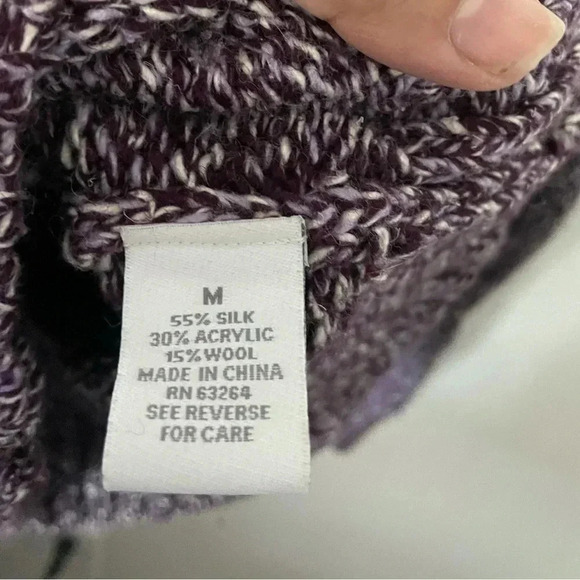 M
55% SILK
30% ACRYLIC
15% WOOL
MADE IN CHINA
RN 63264
SEE REVERSE
FOR CARE